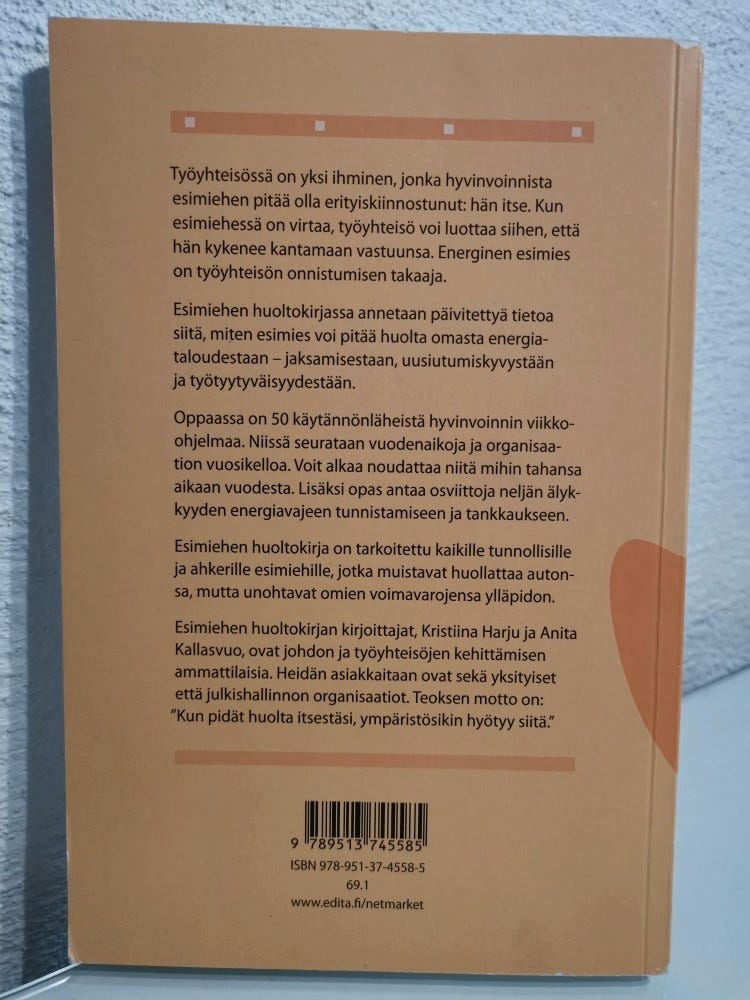 Työyhteisössä on yksi ihminen, jonka hyvinvoinnista
esimiehen pitää olla erityiskiinnostunut: hän itse. Kun
esimiehessä on virtaa, työyhteisö voi luottaa siihen, että
hän kykenee kantamaan vastuunsa. Energinen esimies
on työyhteisön onnistumisen takaaja.
Esimiehen huoltokirjassa annetaan päivitettyä tietoa
siitä, miten esimies voi pitää huolta omasta energia-
taloudestaan – jaksamisestaan, uusiutumiskyvystään
ja työtyytyväisyydestään.
Oppaassa on 50 käytännönläheistä hyvinvoinnin viikko-
ohjelmaa. Niissä seurataan vuodenaikoja ja organisaa-
tion vuosikelloa. Voit alkaa noudattaa niitä mihin tahansa
aikaan vuodesta. Lisäksi opas antaa osviittoja neljän älyk-
kyyden energiavajeen tunnistamiseen ja tankkaukseen.
Esimiehen huoltokirja on tarkoitettu kaikille tunnollisille
ja ahkerille esimiehille, jotka muistavat huollattaa auton-
sa, mutta unohtavat omien voimavarojensa ylläpidon.
Esimiehen huoltokirjan kirjoittajat, Kristiina Harju ja Anita
Kallasvuo, ovat johdon ja työyhteisöjen kehittämisen
ammattilaisia. Heidän asiakkaitaan ovat sekä yksityiset
että julkishallinnon organisaatiot. Teoksen motto on:
”Kun pidät huolta itsestäsi, ympäristösikin hyötyy siitä.”
9 789513 745585
ISBN 978-951-37-4558-5
69.1
www.edita.fi/netmarket